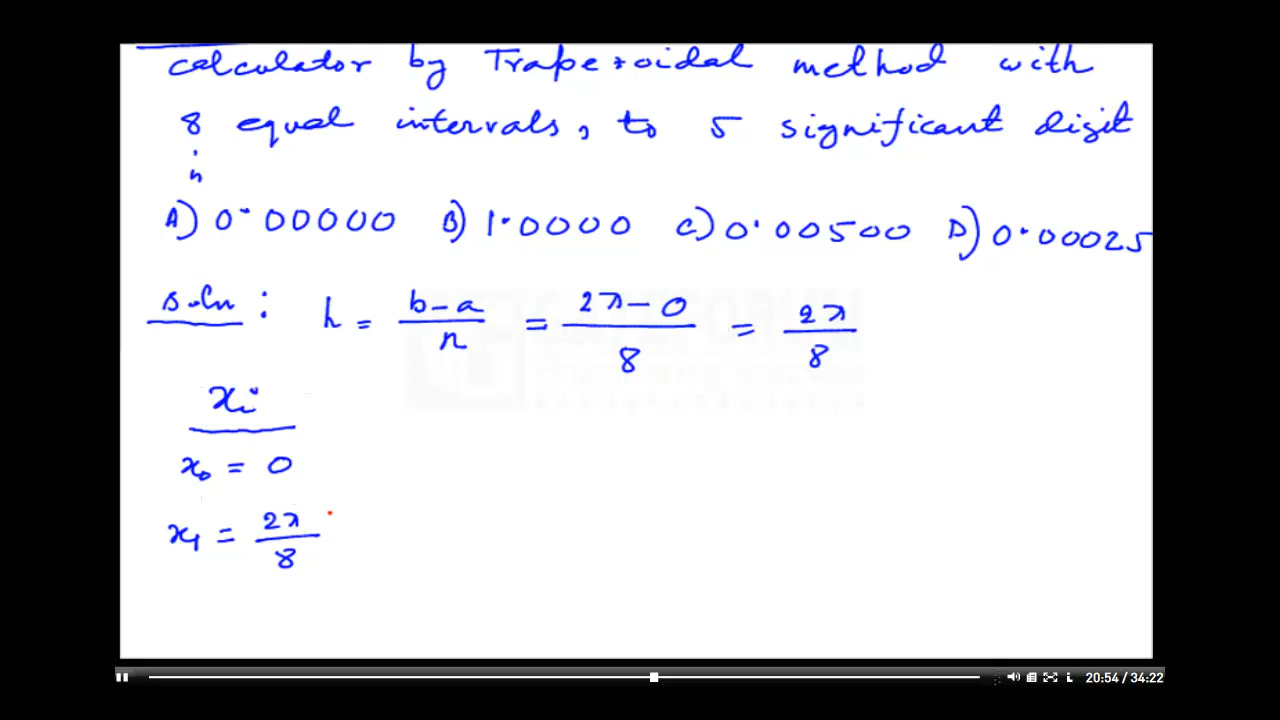 calculator by Trapezoidal method with
8 equal intervals, to 5 significant digit
n
A) 0.00000 B) 1.0000 C) 0.00500 D) 0.00025
soln : h = b-a/n = 2π-0/8 = 2π/8
xi
x0 = 0
x1 = 2π/8
20:54 / 34:22